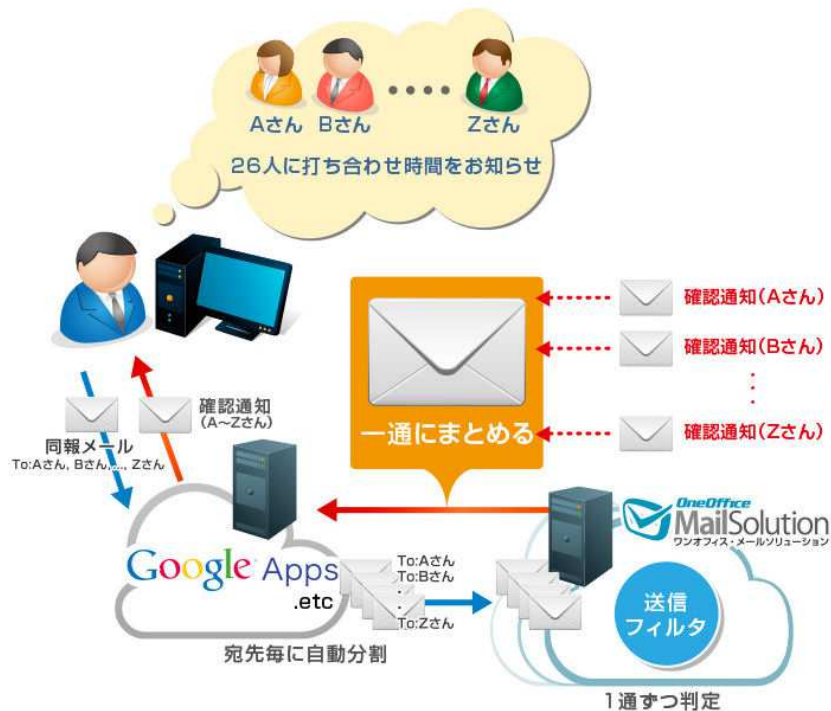 Aさん Bさん ・・・・ Zさん
26人に打ち合わせ時間をお知らせ
確認通知(Aさん)
確認通知(Bさん)
・
・
・
確認通知(Zさん)
一通にまとめる
確認通知
(A～Zさん)
同報メール
To:Aさん, Bさん,..., Zさん
OneOffice
MailSolution
ワンオフィス・メールソリューション
Google Apps
.etc
To:Aさん
To:Bさん
・
・
To:Zさん
送信
フィルタ
宛先毎に自動分割
1通ずつ判定